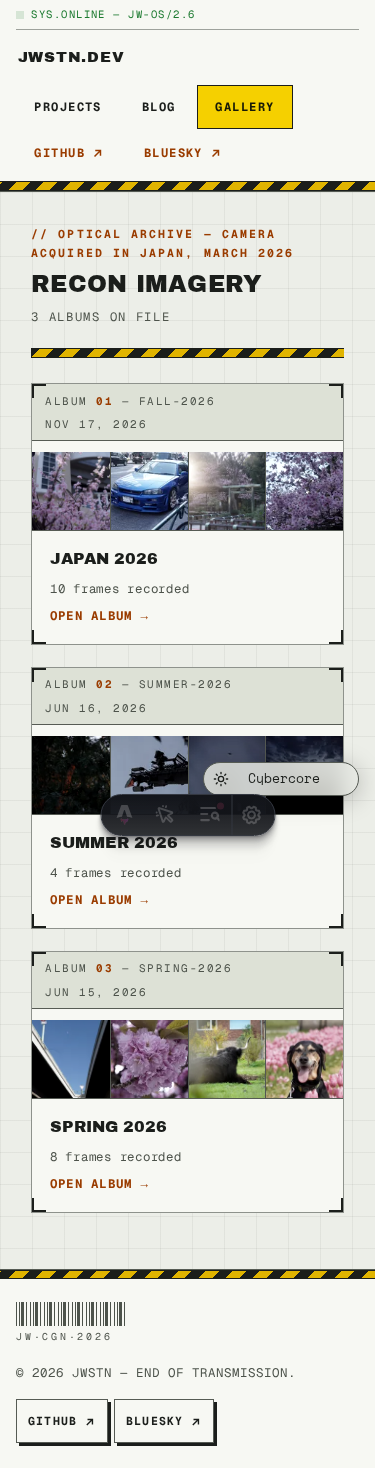 SYS.ONLINE — JW-OS/2.6
JWSTN.DEV
PROJECTS BLOG GALLERY
GITHUB ↗ BLUESKY ↗
// OPTICAL ARCHIVE — CAMERA
ACQUIRED IN JAPAN, MARCH 2026
RECON IMAGERY
3 ALBUMS ON FILE
ALBUM 01 — FALL-2026
NOV 17, 2026
JAPAN 2026
10 frames recorded
OPEN ALBUM →
ALBUM 02 — SUMMER-2026
JUN 16, 2026
Cybercore
SUMMER 2026
4 frames recorded
OPEN ALBUM →
ALBUM 03 — SPRING-2026
JUN 15, 2026
SPRING 2026
8 frames recorded
OPEN ALBUM →
JW·CGN·2026
© 2026 JWSTN — END OF TRANSMISSION.
GITHUB ↗ BLUESKY ↗